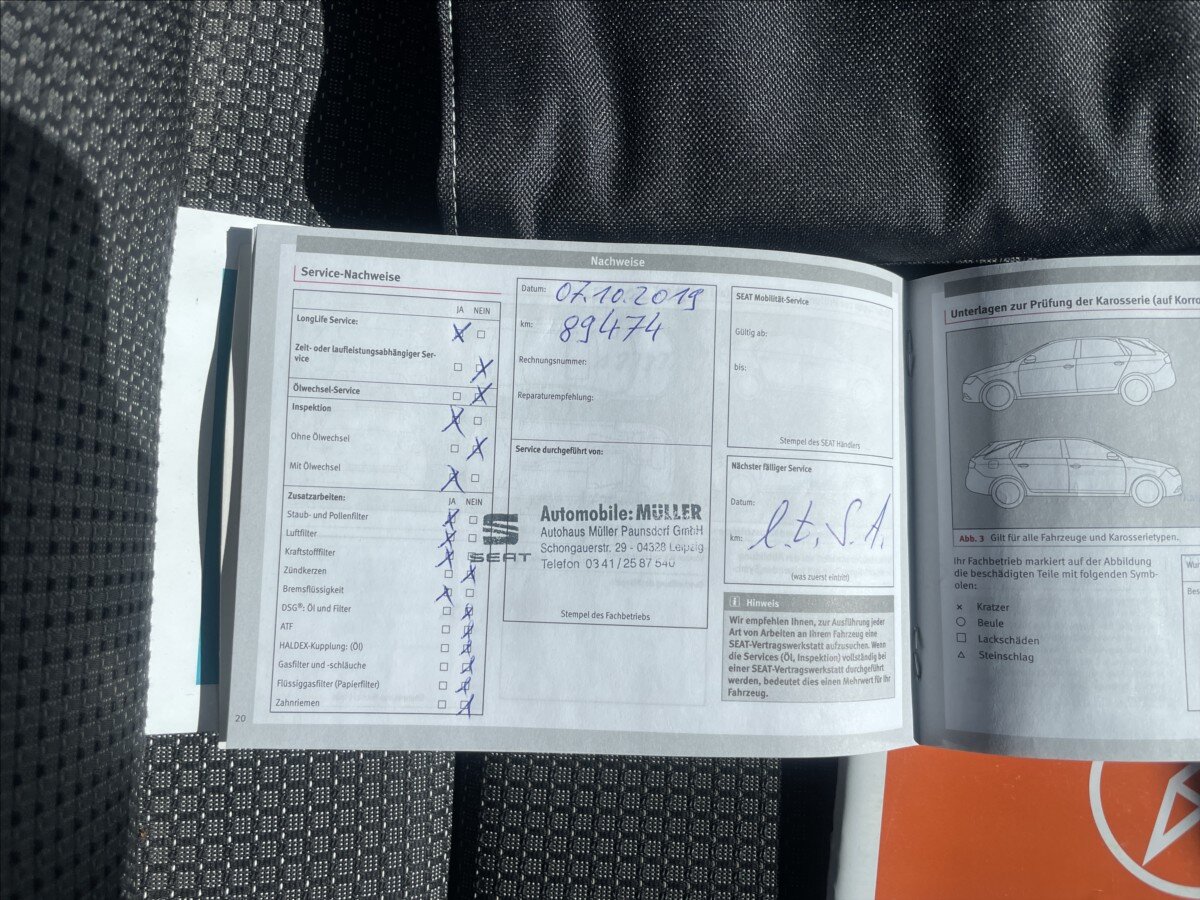 Nachweise
Service-Nachweise
JA NEIN
LongLife Service:
Zeit- oder laufleistungsabhängiger Ser-
vice
Ölwechsel-Service
Inspektion
Ohne Ölwechsel
Mit Ölwechsel
Zusatzarbeiten:
JA NEIN
Staub- und Pollenfilter
Luftfilter
Kraftstofffilter
Zündkerzen
Bremsflüssigkeit
DSG®: Öl und Filter
ATF
HALDEX-Kupplung: (Öl)
Gasfilter und -schläuche
Flüssiggasfilter (Papierfilter)
Zahnriemen
20
Datum: 07.10.2019
km: 89474
Rechnungsnummer:
Reparaturempfehlung:
Service durchgeführt von:
SEAT
Automobile: MÜLLER
Autohaus Müller Paunsdorf GmbH
Schongauerstr. 29 - 04328 Leipzig
Telefon 03 41 / 25 87 540
Stempel des Fachbetriebs
SEAT Mobilität-Service
Gültig ab:
bis:
Stempel des SEAT Händlers
Nächster fälliger Service
Datum:
km: l.t.S.A.
(was zuerst eintritt)
i Hinweis
Wir empfehlen Ihnen, zur Ausführung jeder
Art von Arbeiten an Ihrem Fahrzeug eine
SEAT-Vertragswerkstatt aufzusuchen. Wenn
die Services (Öl, Inspektion) vollständig bei
einer SEAT-Vertragswerkstatt durchgeführt
werden, bedeutet dies einen Mehrwert für Ihr
Fahrzeug.
Unterlagen zur Prüfung der Karosserie (auf Korro
Abb. 3 Gilt für alle Fahrzeuge und Karosserietypen.
Ihr Fachbetrieb markiert auf der Abbildung
die beschädigten Teile mit folgenden Symb-
olen:
× Kratzer
○ Beule
□ Lackschäden
△ Steinschlag